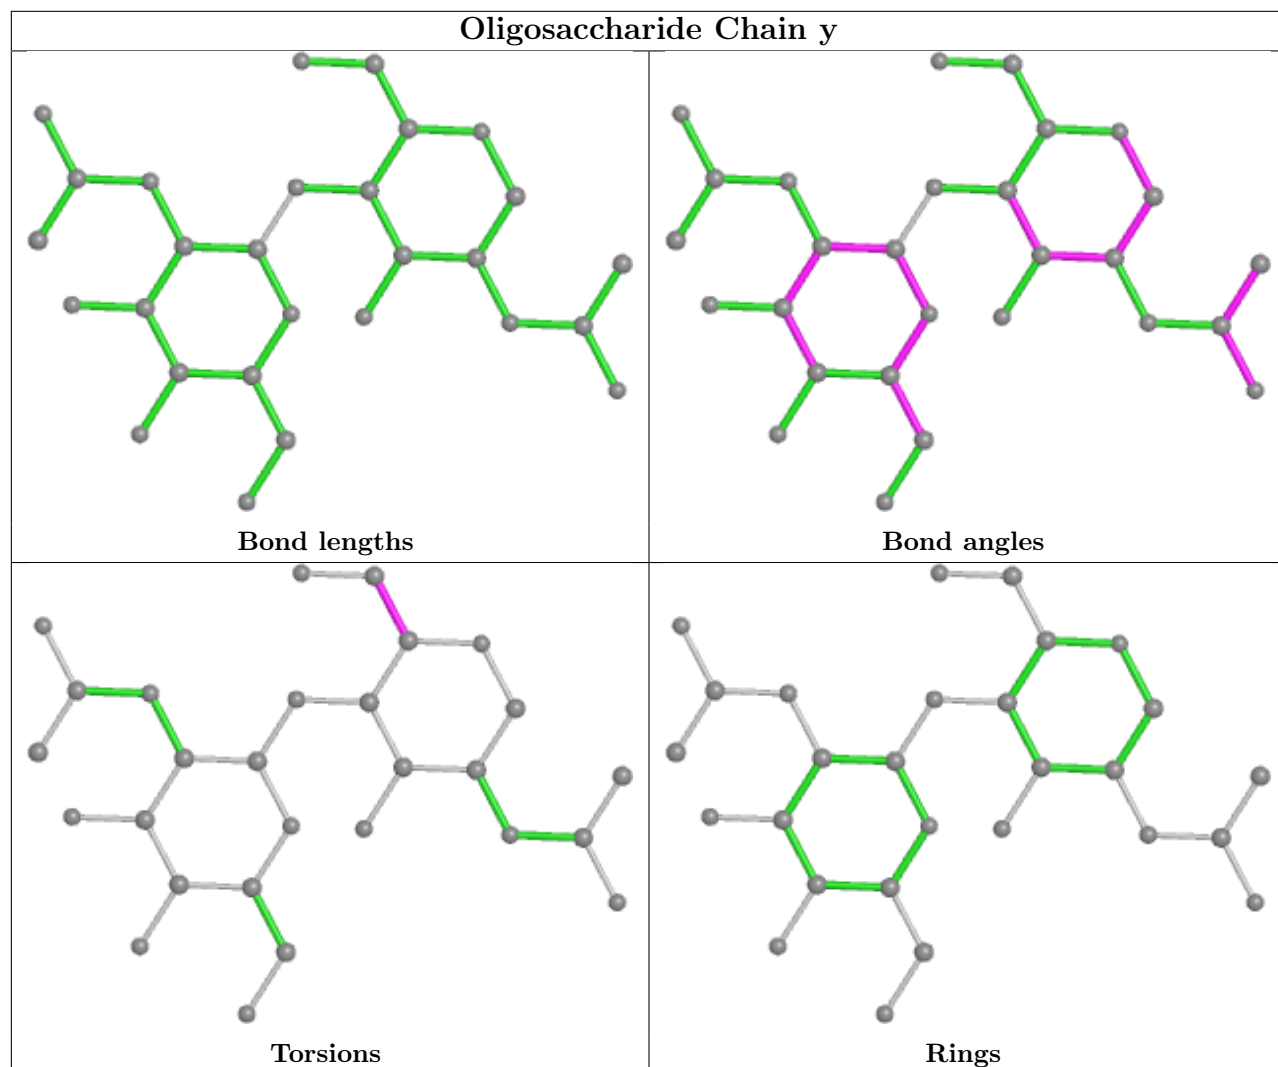 Oligosaccharide Chain y
Bond lengths
Bond angles
Torsions
Rings